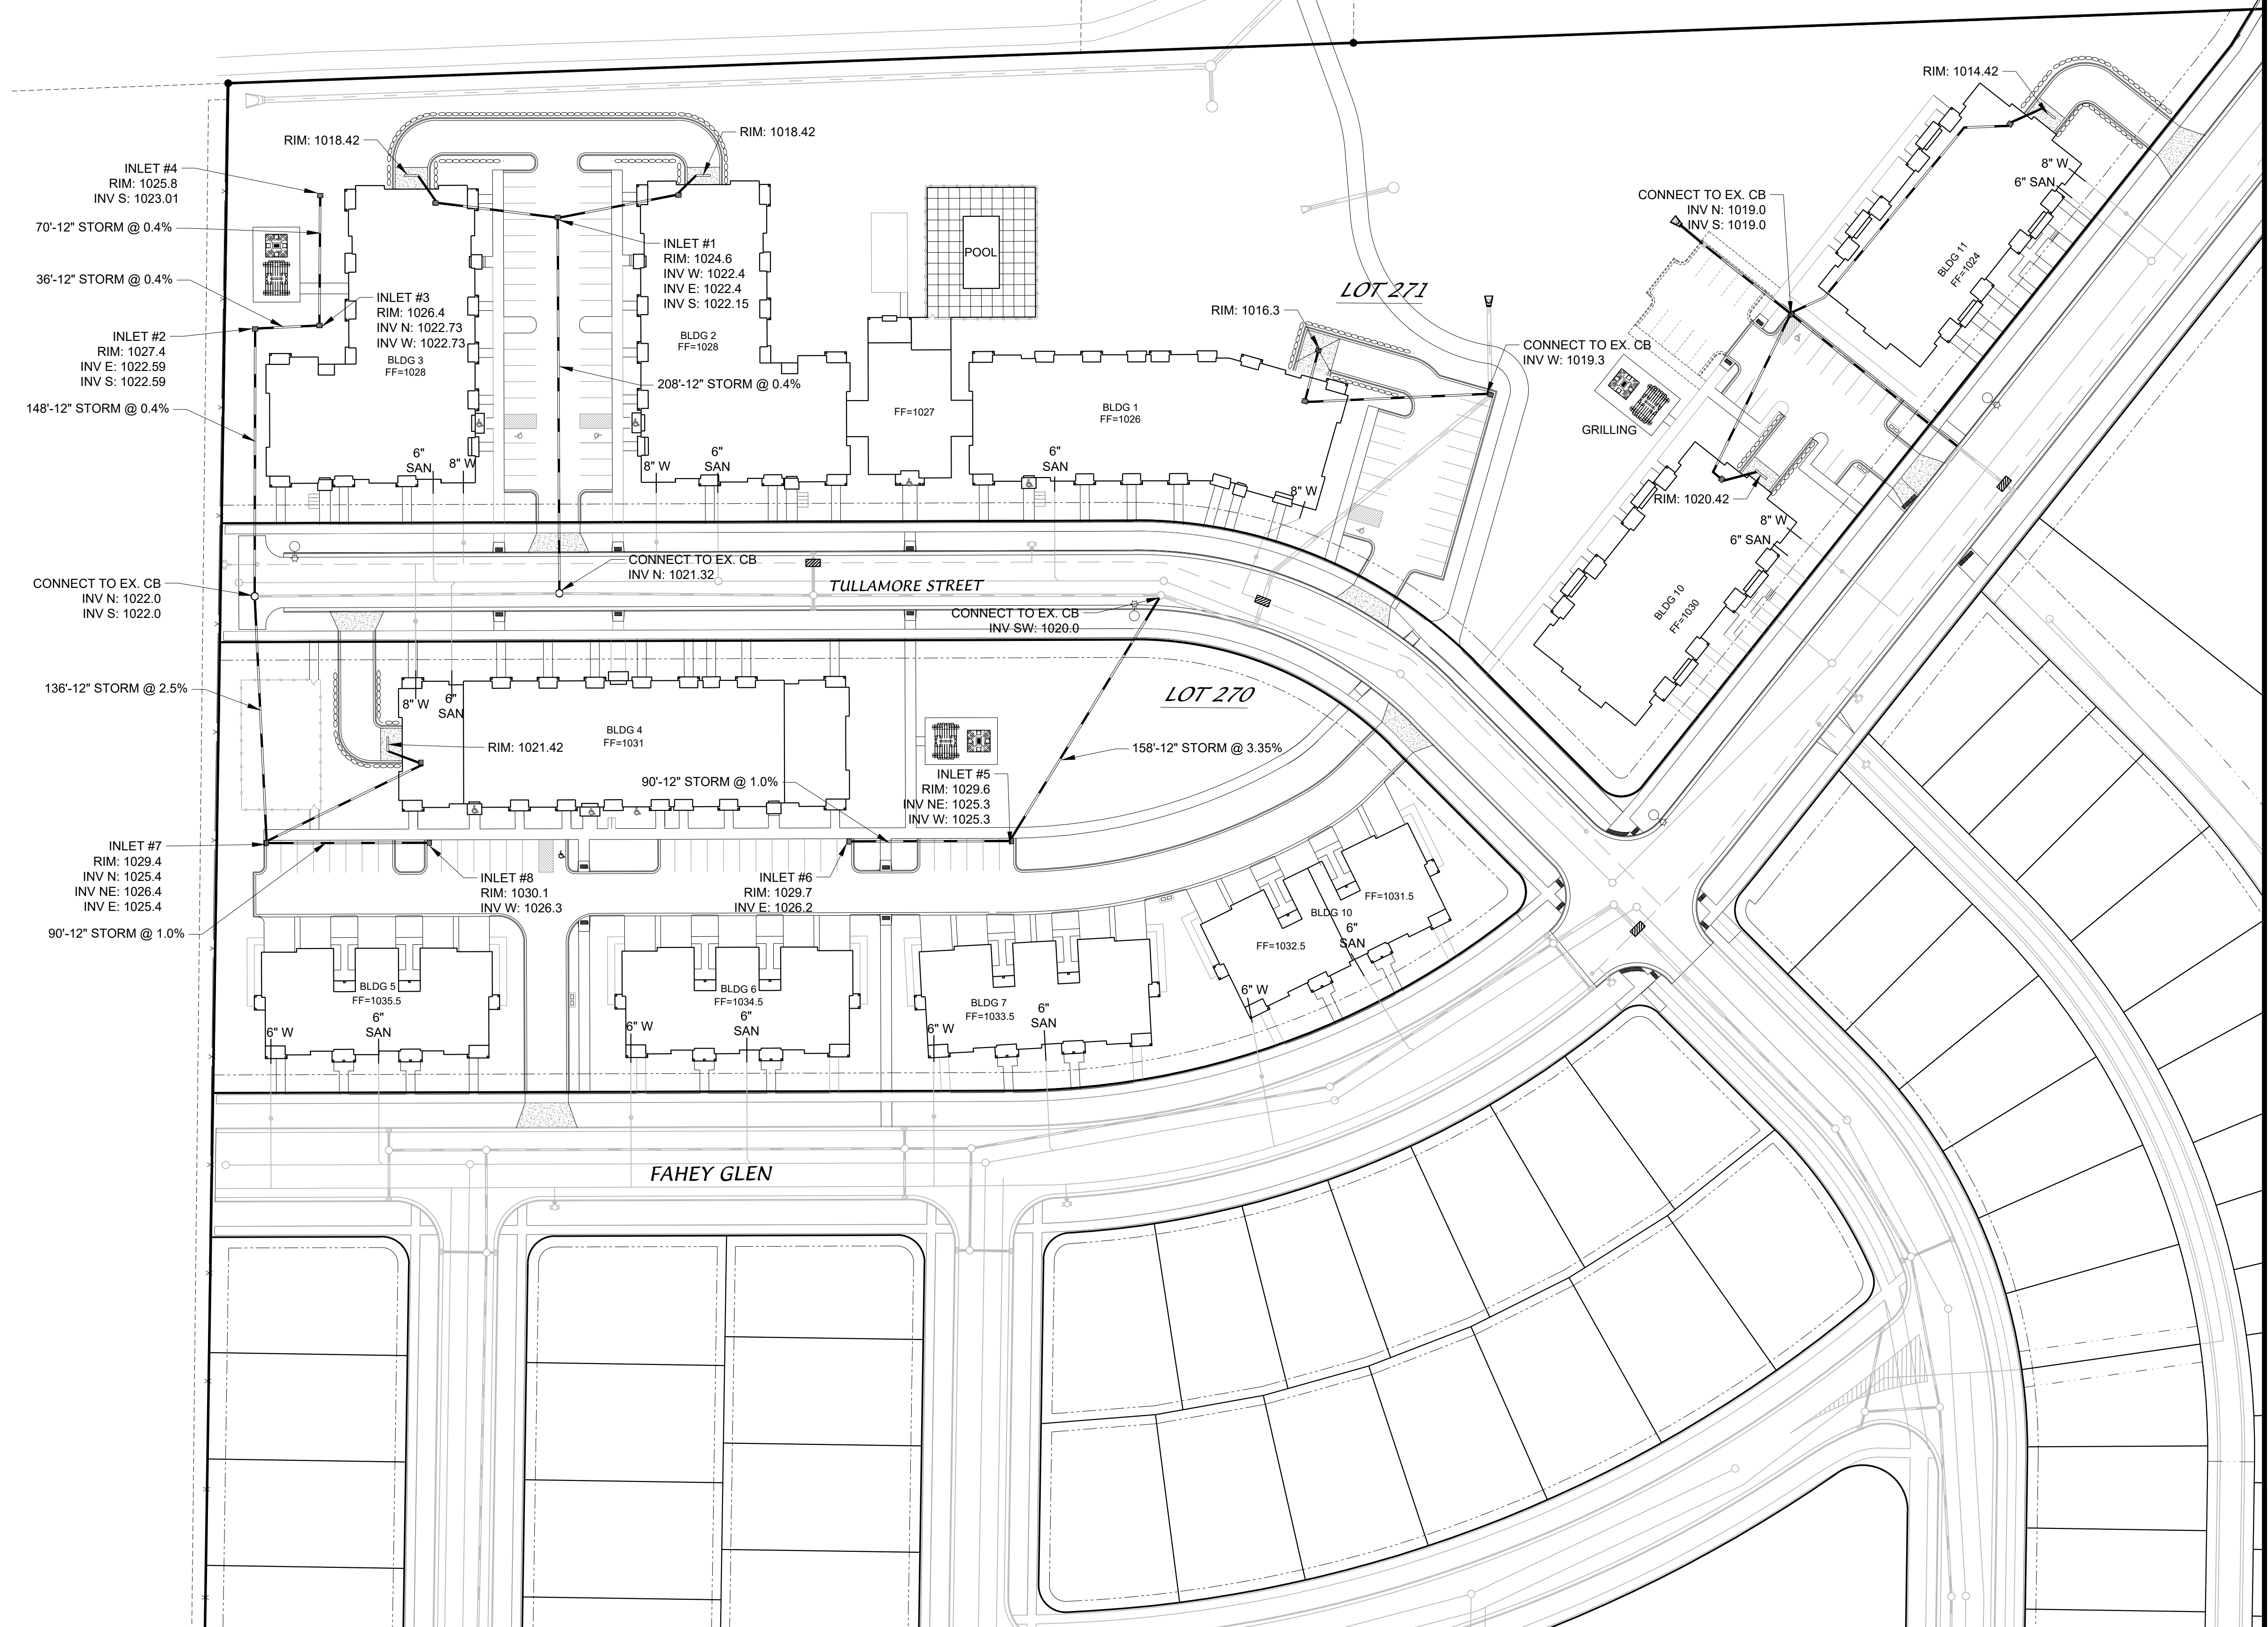 RIM: 1014.42
RIM: 1018.42
RIM: 1018.42
INLET #4
RIM: 1025.8
INV S: 1023.01
70'-12" STORM @ 0.4%
36'-12" STORM @ 0.4%
INLET #3
RIM: 1026.4
INV N: 1022.73
INV W: 1022.73
BLDG 3
FF=1028
INLET #2
RIM: 1027.4
INV E: 1022.59
INV S: 1022.59
148'-12" STORM @ 0.4%
INLET #1
RIM: 1024.6
INV W: 1022.4
INV E: 1022.4
INV S: 1022.15
BLDG 2
FF=1028
208'-12" STORM @ 0.4%
POOL
FF=1027
BLDG 1
FF=1026
LOT 271
RIM: 1016.3
CONNECT TO EX. CB
INV W: 1019.3
CONNECT TO EX. CB
INV N: 1019.0
INV S: 1019.0
8" W
6" SAN
BLDG 11
FF=1024
GRILLING
RIM: 1020.42
8" W
6" SAN
BLDG 10
FF=1030
6"
SAN
8" W
8" W
6"
SAN
6"
SAN
8" W
CONNECT TO EX. CB
INV N: 1021.32
TULLAMORE STREET
CONNECT TO EX. CB
INV N: 1022.0
INV S: 1022.0
CONNECT TO EX. CB
INV SW: 1020.0
136'-12" STORM @ 2.5%
8" W
6"
SAN
BLDG 4
FF=1031
RIM: 1021.42
LOT 270
158'-12" STORM @ 3.35%
90'-12" STORM @ 1.0%
INLET #5
RIM: 1029.6
INV NE: 1025.3
INV W: 1025.3
INLET #7
RIM: 1029.4
INV N: 1025.4
INV NE: 1026.4
INV E: 1025.4
90'-12" STORM @ 1.0%
INLET #8
RIM: 1030.1
INV W: 1026.3
INLET #6
RIM: 1029.7
INV E: 1026.2
FF=1031.5
BLDG 10
FF=1032.5
6"
SAN
6" W
BLDG 5
FF=1035.5
6"
SAN
6" W
BLDG 6
FF=1034.5
6"
SAN
6" W
BLDG 7
FF=1033.5
6"
SAN
6" W
FAHEY GLEN